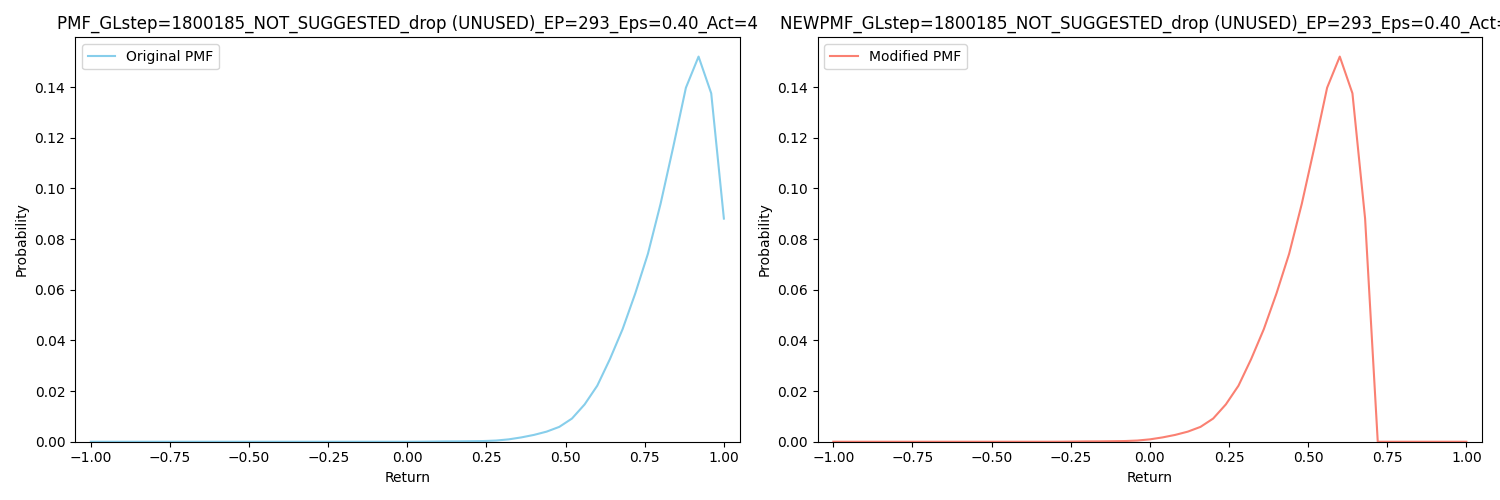 PMF_GLstep=1800185_NOT_SUGGESTED_drop (UNUSED)_EP=293_Eps=0.40_Act=4
Original PMF
0.14
0.12
0.10
0.08
0.06
0.04
0.02
0.00
Probability
−1.00 −0.75 −0.50 −0.25 0.00 0.25 0.50 0.75 1.00
Return
NEWPMF_GLstep=1800185_NOT_SUGGESTED_drop (UNUSED)_EP=293_Eps=0.40_Act=
Modified PMF
0.14
0.12
0.10
0.08
0.06
0.04
0.02
0.00
Probability
−1.00 −0.75 −0.50 −0.25 0.00 0.25 0.50 0.75 1.00
Return